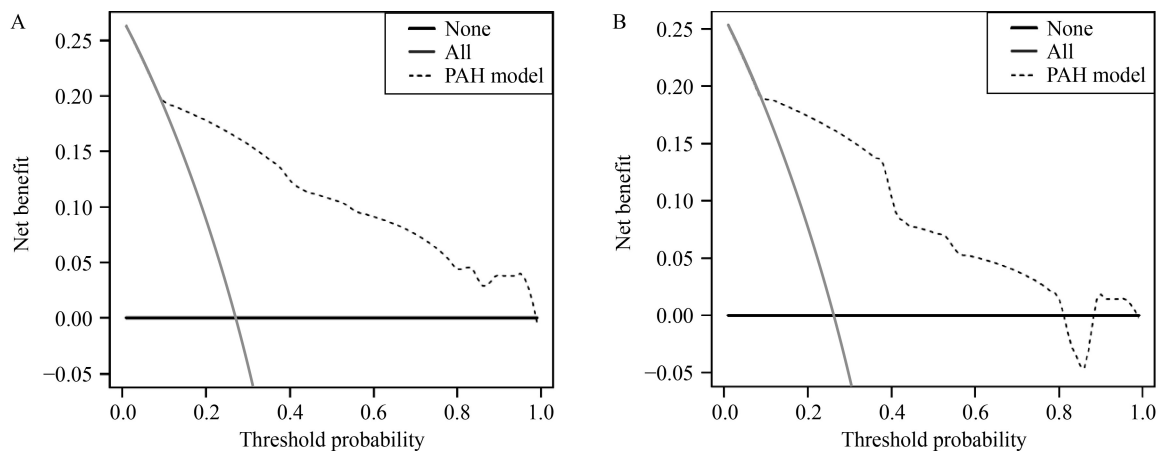 A
None
All
PAH model
Net benefit
0.25
0.20
0.15
0.10
0.05
0.00
−0.05
0.0 0.2 0.4 0.6 0.8 1.0
Threshold probability
B
None
All
PAH model
Net benefit
0.25
0.20
0.15
0.10
0.05
0.00
−0.05
0.0 0.2 0.4 0.6 0.8 1.0
Threshold probability